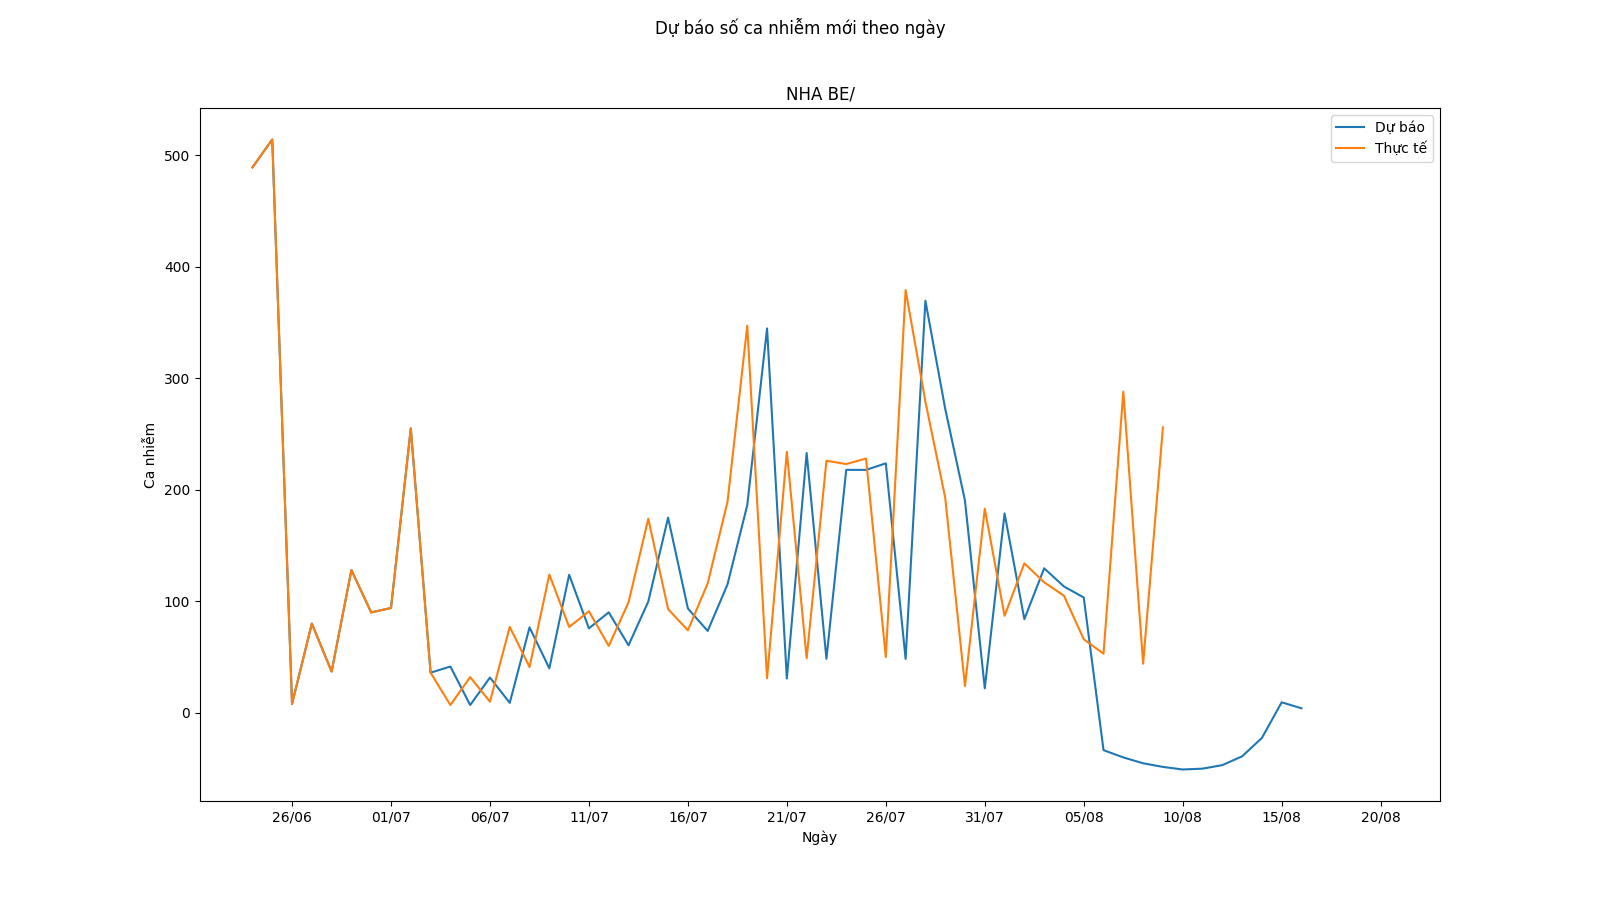 Dự báo số ca nhiễm mới theo ngày
NHA BE/
Dự báo
Thực tế
500
400
300
200
100
0
Ca nhiễm
26/06 01/07 06/07 11/07 16/07 21/07 26/07 31/07 05/08 10/08 15/08 20/08
Ngày